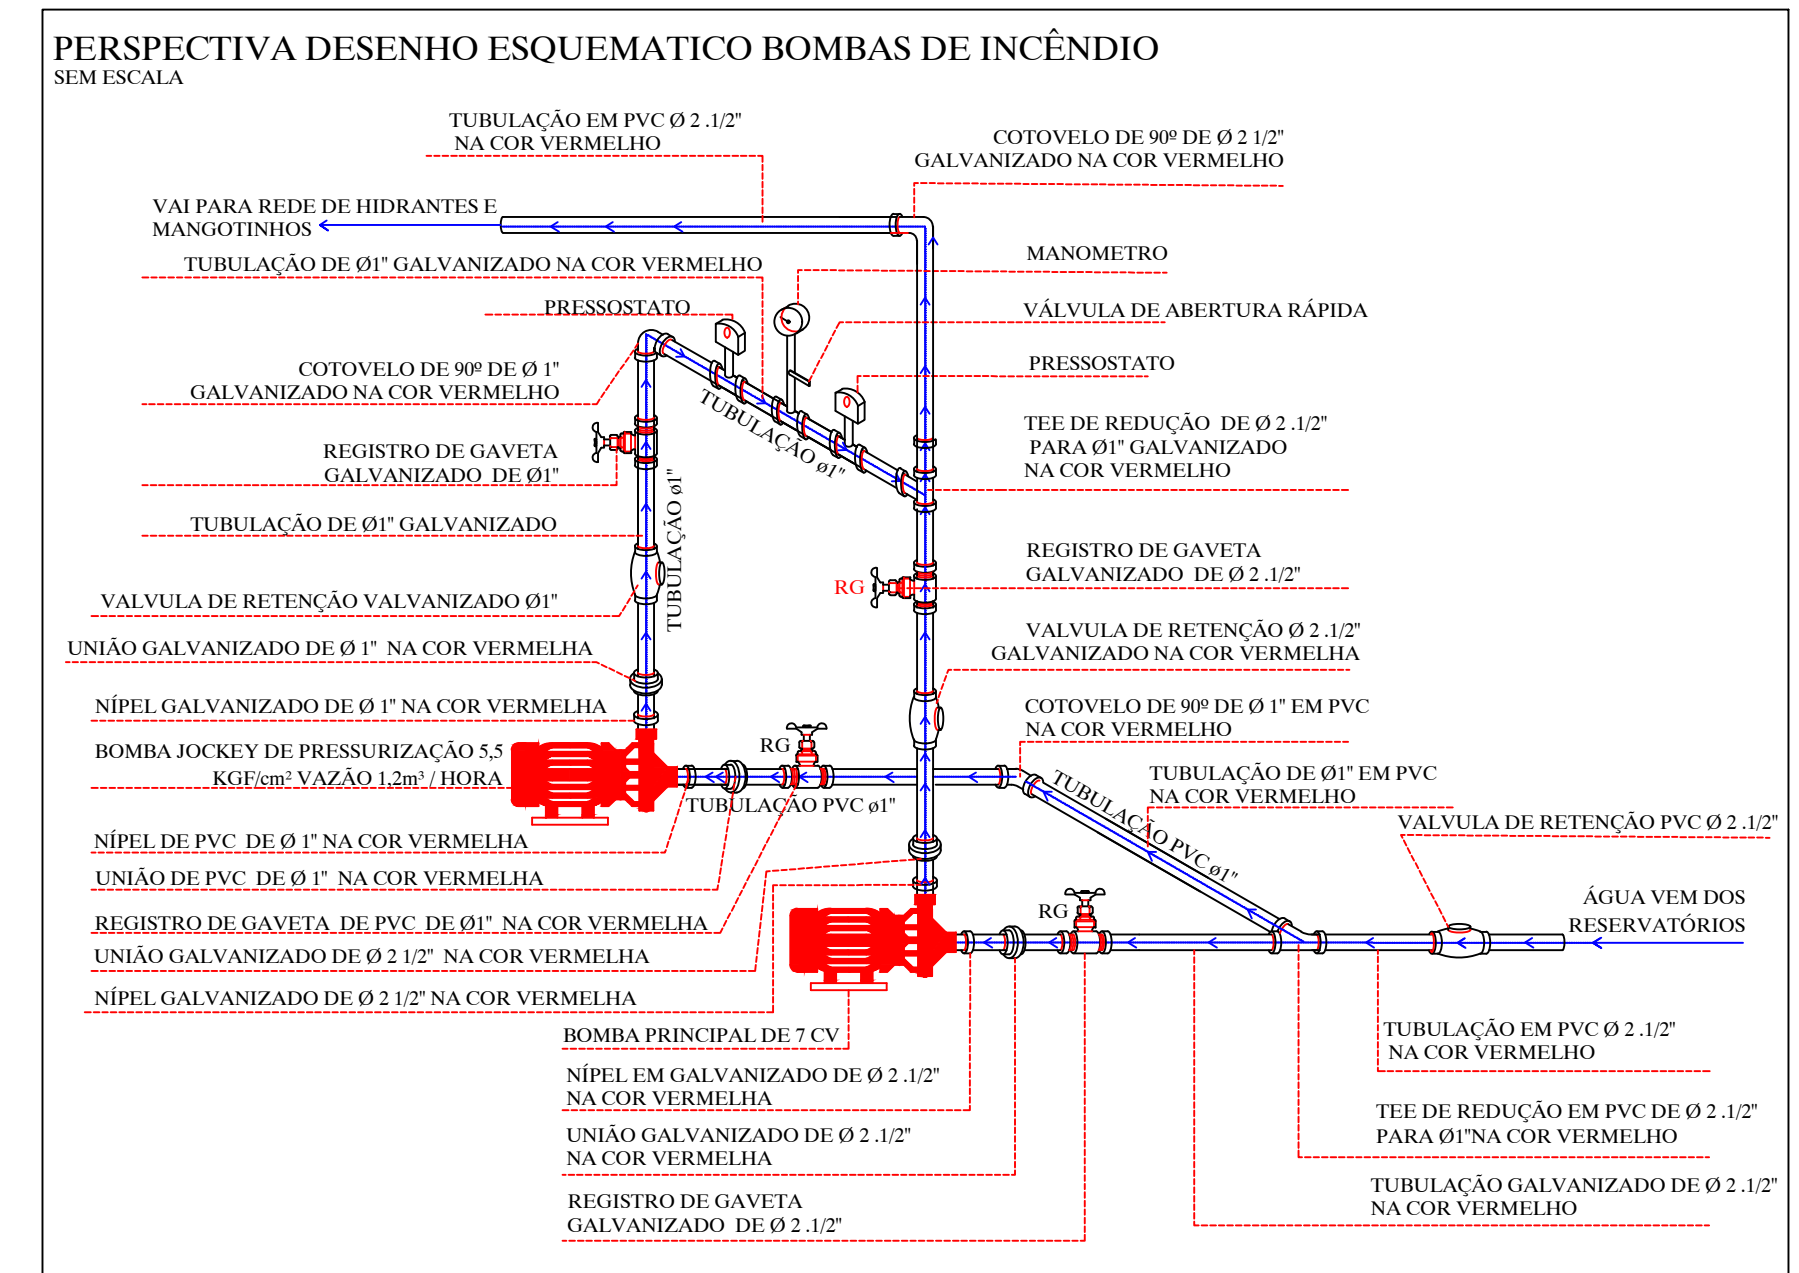 PERSPECTIVA DESENHO ESQUEMATICO BOMBAS DE INCÊNDIO
SEM ESCALA
TUBULAÇÃO EM PVC Ø 2 .1/2"
NA COR VERMELHO
COTOVELO DE 90º DE Ø 2 1/2"
GALVANIZADO NA COR VERMELHO
VAI PARA REDE DE HIDRANTES E
MANGOTINHOS
TUBULAÇÃO DE Ø1" GALVANIZADO NA COR VERMELHO
MANOMETRO
PRESSOSTATO
VÁLVULA DE ABERTURA RÁPIDA
COTOVELO DE 90º DE Ø 1"
GALVANIZADO NA COR VERMELHO
PRESSOSTATO
TUBULAÇÃO ø1"
TEE DE REDUÇÃO DE Ø 2 .1/2"
PARA Ø1" GALVANIZADO
NA COR VERMELHO
REGISTRO DE GAVETA
GALVANIZADO DE Ø1"
TUBULAÇÃO DE Ø1" GALVANIZADO
TUBULAÇÃO ø1"
REGISTRO DE GAVETA
GALVANIZADO DE Ø 2 .1/2"
RG
VALVULA DE RETENÇÃO VALVANIZADO Ø1"
UNIÃO GALVANIZADO DE Ø 1" NA COR VERMELHA
VALVULA DE RETENÇÃO Ø 2 .1/2"
GALVANIZADO NA COR VERMELHA
NÍPEL GALVANIZADO DE Ø 1" NA COR VERMELHA
COTOVELO DE 90º DE Ø 1" EM PVC
NA COR VERMELHO
BOMBA JOCKEY DE PRESSURIZAÇÃO 5,5
KGF/cm² VAZÃO 1,2m³ / HORA
RG
TUBULAÇÃO PVC ø1"
TUBULAÇÃO PVC ø1"
TUBULAÇÃO DE Ø1" EM PVC
NA COR VERMELHO
VALVULA DE RETENÇÃO PVC Ø 2 .1/2"
NÍPEL DE PVC DE Ø 1" NA COR VERMELHA
UNIÃO DE PVC DE Ø 1" NA COR VERMELHA
REGISTRO DE GAVETA DE PVC DE Ø1" NA COR VERMELHA
RG
ÁGUA VEM DOS
RESERVATÓRIOS
UNIÃO GALVANIZADO DE Ø 2 1/2" NA COR VERMELHA
NÍPEL GALVANIZADO DE Ø 2 1/2" NA COR VERMELHA
BOMBA PRINCIPAL DE 7 CV
TUBULAÇÃO EM PVC Ø 2 .1/2"
NA COR VERMELHO
NÍPEL EM GALVANIZADO DE Ø 2 .1/2"
NA COR VERMELHA
TEE DE REDUÇÃO EM PVC DE Ø 2 .1/2"
PARA Ø1"NA COR VERMELHO
UNIÃO GALVANIZADO DE Ø 2 .1/2"
NA COR VERMELHA
TUBULAÇÃO GALVANIZADO DE Ø 2 .1/2"
NA COR VERMELHO
REGISTRO DE GAVETA
GALVANIZADO DE Ø 2 .1/2"